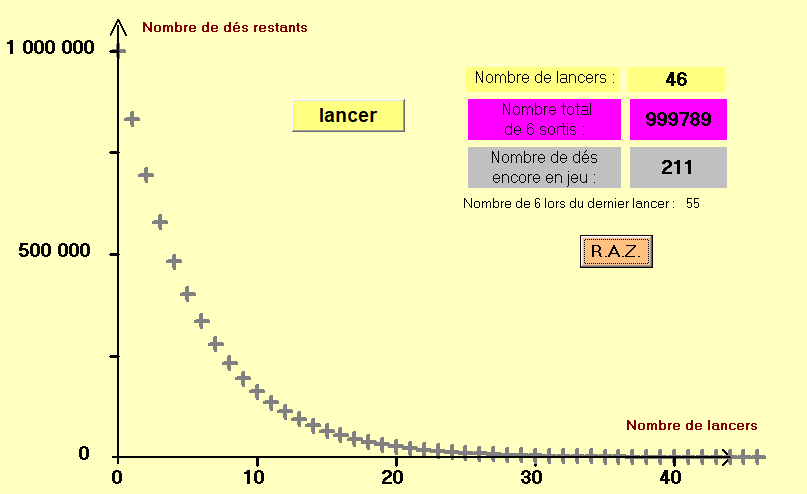 Nombre de dés restants
1 000 000
Nombre de lancers : 46
lancer
Nombre total
de 6 sortis : 999789
Nombre de dés
encore en jeu : 211
Nombre de 6 lors du dernier lancer : 55
500 000
R.A.Z.
Nombre de lancers
0
0 10 20 30 40